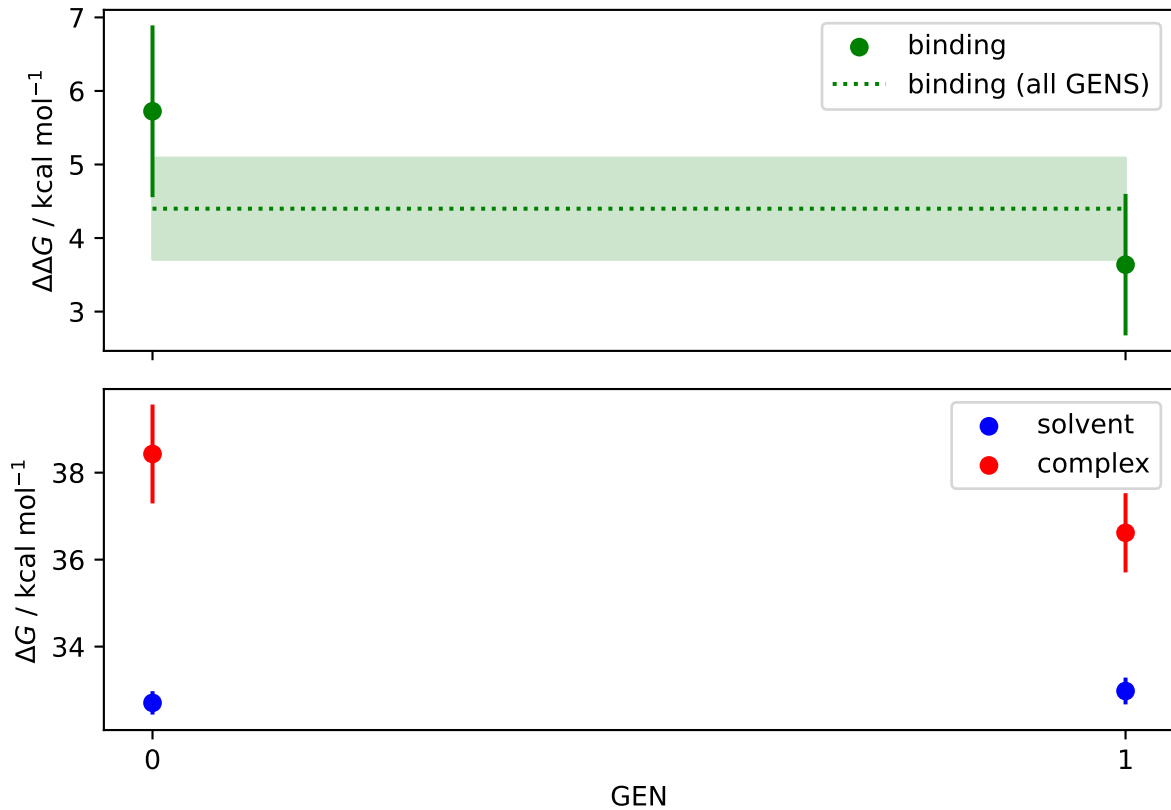 7
6
5
4
3
ΔΔG / kcal mol⁻¹
binding
binding (all GENS)
38
36
34
ΔG / kcal mol⁻¹
solvent
complex
0
1
GEN